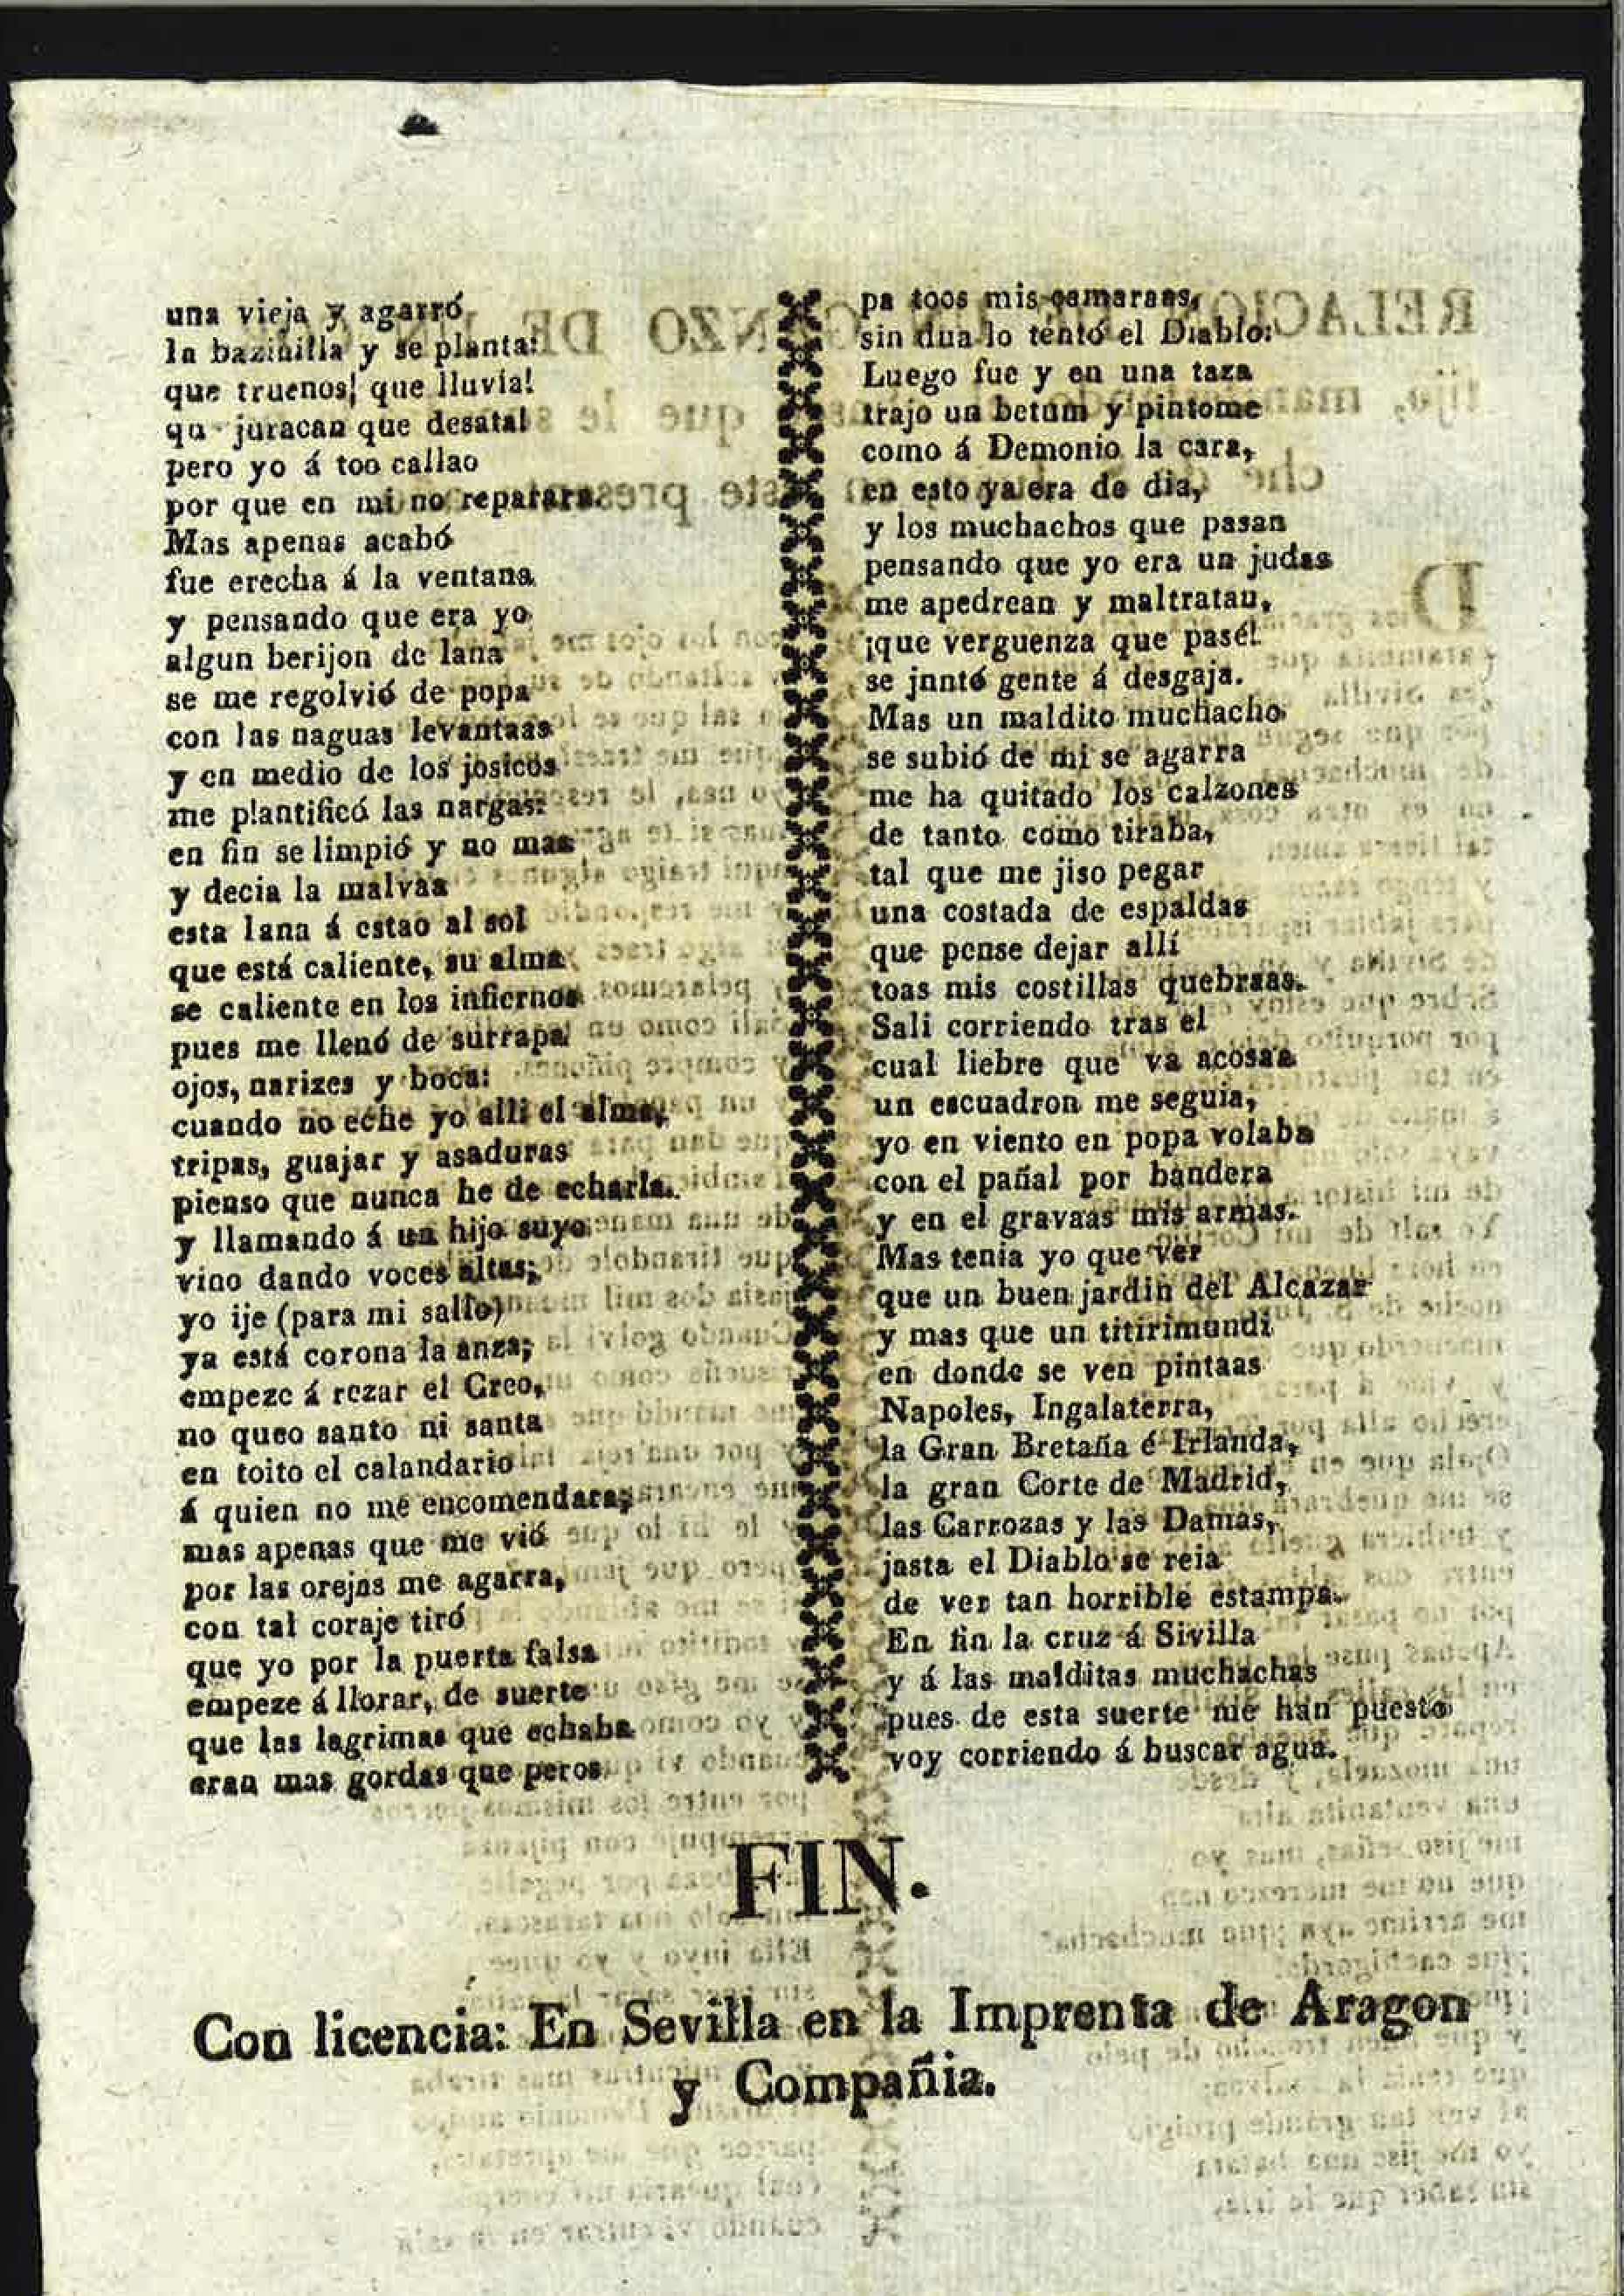 una vieja y agarró
la bazinilla y se planta:
que truenos! que lluvia!
qu juracan que desata!
pero yo á too callao
por que en mi no reparara
Mas apenas acabó
fue erecha á la ventana
y pensando que era yo
algun berijon de lana
se me regolvió de popa
con las naguas levantaas
y en medio de los josicos
me plantificó las nargas:
en fin se limpió y no mas
y decia la malvaa
esta lana á estao al sol
que está caliente, su alma
se caliente en los infiernos
pues me llenó de surrapa
ojos, narizes y boca:
cuando no eche yo alli el alma,
tripas, guajar y asaduras
pienso que nunca he de echarla.
y llamando á un hijo suyo
vino dando voces altas;
yo ije (para mi sallo)
ya está corona la anza;
empeze á rezar el Creo,
no queo santo ni santa
en toito el calandario
á quien no me encomendara;
mas apenas que me vió
por las orejas me agarra,
con tal coraje tiró
que yo por la puerta falsa
empeze á llorar, de suerte
que las lagrimas que echaba
eran mas gordas que peros.
pa toos mis camaraas,
sin dua lo tentó el Diablo:
Luego fue y en una taza
trajo un betum y pintome
como á Demonio la cara,
en esto ya era de dia,
y los muchachos que pasan
pensando que yo era un judas
me apedrean y maltratau,
¡que verguenza que pasé!
se jnntó gente á desgaja.
Mas un maldito muchacho
se subió de mi se agarra
me ha quitado los calzones
de tanto como tiraba,
tal que me jiso pegar
una costada de espaldas
que pense dejar allí
toas mis costillas quebraas.
Sali corriendo tras el
cual liebre que va acosaa
un escuadron me seguia,
yo en viento en popa volaba
con el pañal por bandera
y en el gravaas mis armas.
Mas tenia yo que ver
que un buen jardin del Alcazar
y mas que un titirimundi
en donde se ven pintaas
Napoles, Ingalaterra,
la Gran Bretaña é Irlanda,
la gran Corte de Madrid,
las Carrozas y las Damas,
jasta el Diablo se reia
de ver tan horrible estampa.
En fin la cruz á Sivilla
y á las malditas muchachas
pues de esta suerte me han puesto
voy corriendo á buscar agua.
FIN.
Con licencia: En Sevilla en la Imprenta de Aragon
y Compañia.